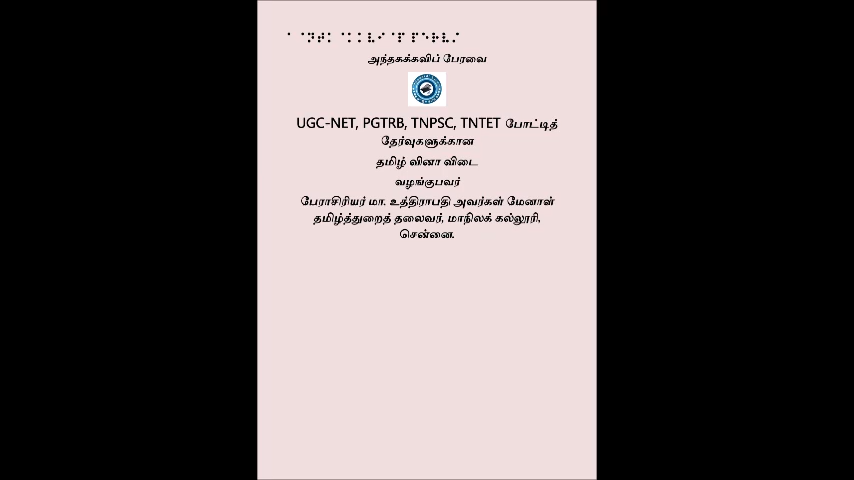 அந்தகக்கவிப் பேரவை
UGC-NET, PGTRB, TNPSC, TNTET போட்டித்
தேர்வுகளுக்கான
தமிழ் வினா விடை
வழங்குபவர்
பேராசிரியர் மா. உத்திராபதி அவர்கள் மேனாள்
தமிழ்த்துறைத் தலைவர், மாநிலக் கல்லூரி,
சென்னை.